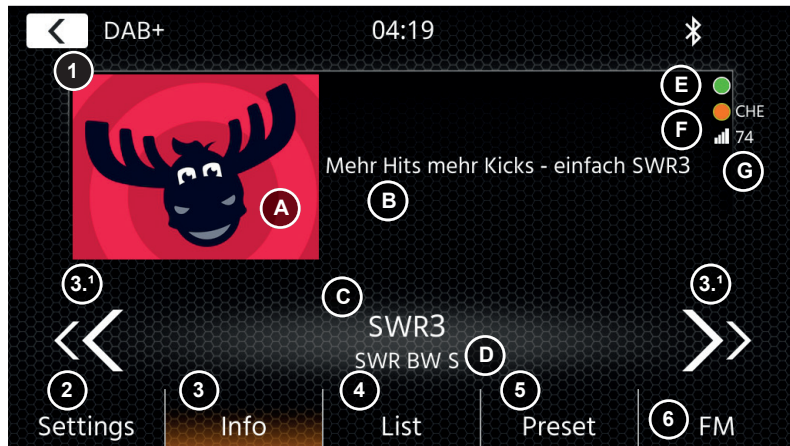 DAB+ 04:19
1
E
F CHE
74
G
Mehr Hits mehr Kicks - einfach SWR3
A
B
3.¹ 3.¹
C
SWR3
SWR BW S D
2 3 4 5
Settings Info List Preset 6 FM